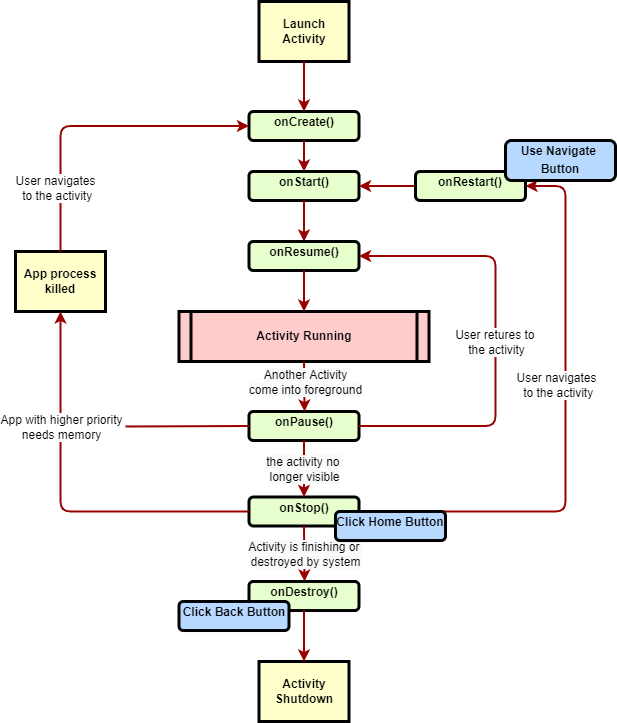 Launch
Activity
onCreate()
Use Navigate
Button
User navigates
to the activity
onStart()
onRestart()
onResume()
App process
killed
Activity Running
User retures to
the activity
Another Activity
come into foreground
User navigates
to the activity
App with higher priority
needs memory
onPause()
the activity no
longer visible
onStop()
Click Home Button
Activity is finishing or
destroyed by system
onDestroy()
Click Back Button
Activity
Shutdown